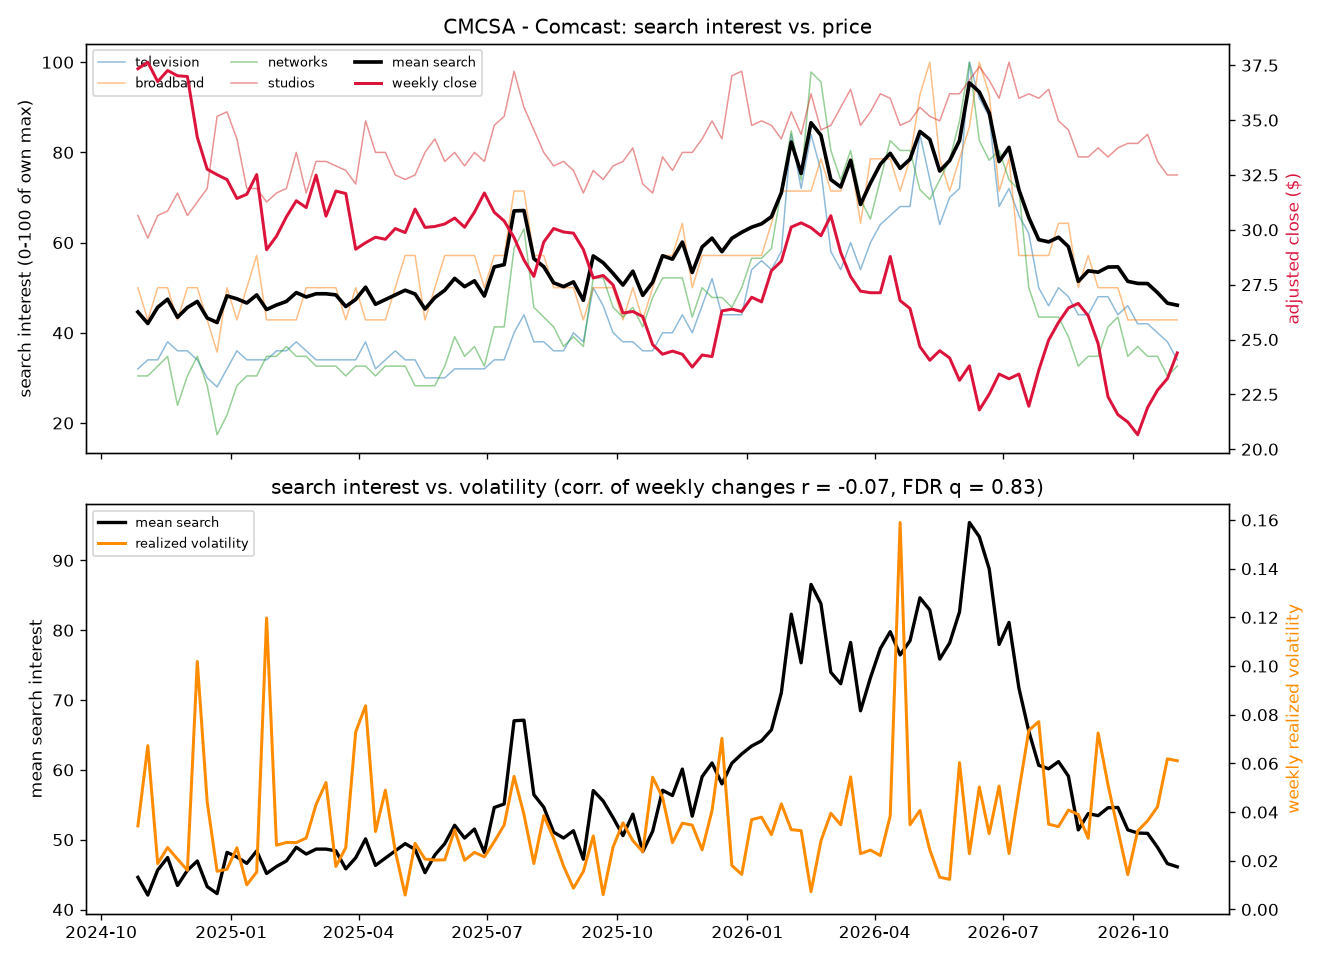 CMCSA - Comcast: search interest vs. price
television
broadband
networks
studios
mean search
weekly close
search interest (0-100 of own max)
100
80
60
40
20
adjusted close ($)
37.5
35.0
32.5
30.0
27.5
25.0
22.5
20.0
search interest vs. volatility (corr. of weekly changes r = -0.07, FDR q = 0.83)
mean search
realized volatility
mean search interest
90
80
70
60
50
40
weekly realized volatility
0.16
0.14
0.12
0.10
0.08
0.06
0.04
0.02
0.00
2024-10
2025-01
2025-04
2025-07
2025-10
2026-01
2026-04
2026-07
2026-10